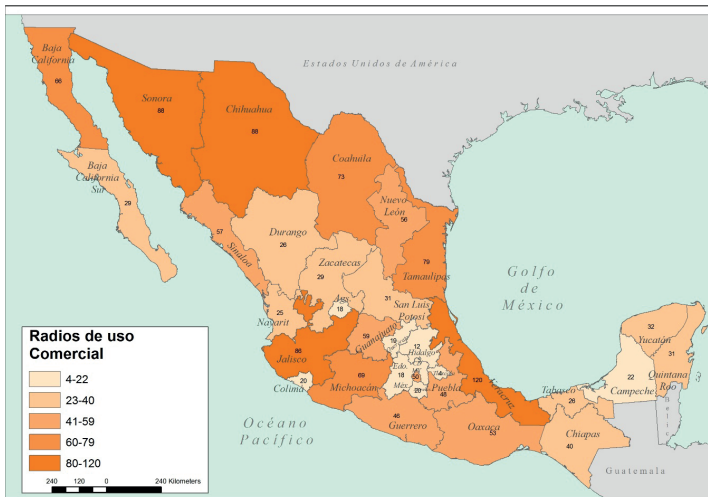 Baja
California
66
Sonora
88
Chihuahua
88
Estados Unidos de América
Coahuila
73
Baja
California
Sur
29
Nuevo
León
56
57
Sinaloa
Durango
26
Zacatecas
29
79
Tamaulipas
Golfo
de
México
31
San Luis
Potosí
25
Nayarit
Ags
18
59
Guanajuato
19
12
Hidalgo
86
Jalisco
20
Colima
69
Michoacán
Edo.
18
Méx.
50
20
Puebla
48
120
Veracruz
32
Yucatán
31
Quintana
Roo
22
Campeche
Tabasco
26
46
Guerrero
Oaxaca
53
Chiapas
40
Océano
Pacífico
Guatemala
Radios de uso
Comercial
4-22
23-40
41-59
60-79
80-120
240 120 0 240 Kilometers